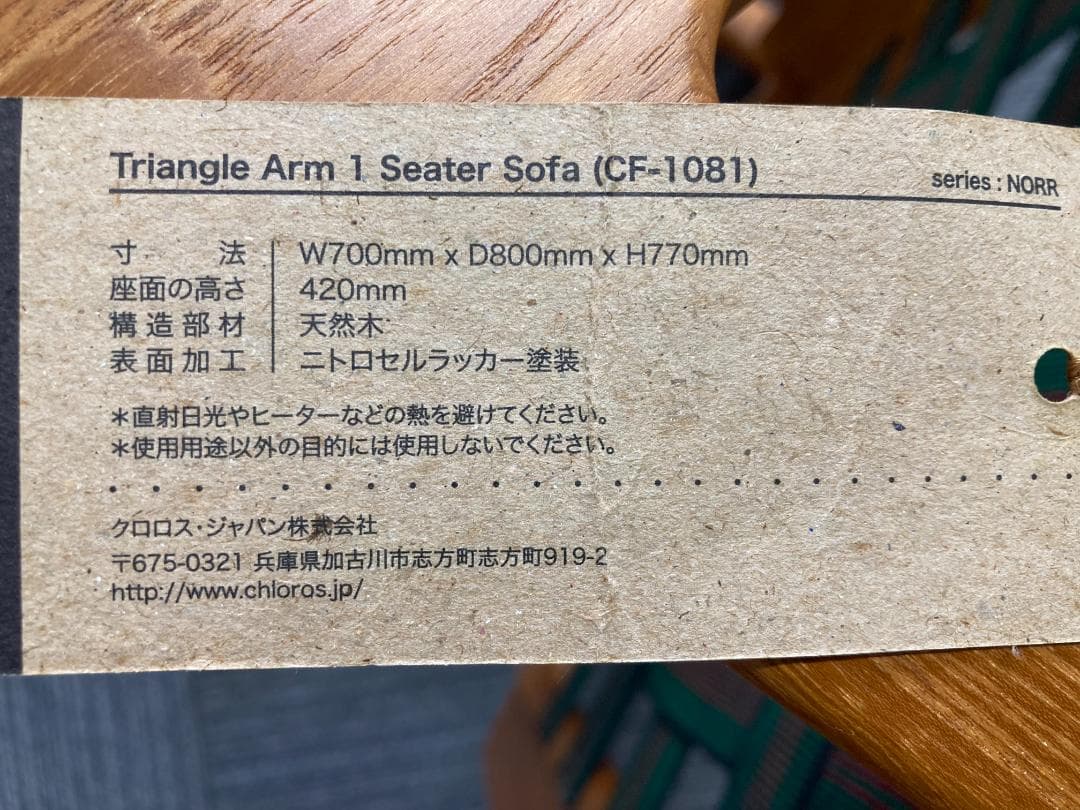 Triangle Arm 1 Seater Sofa (CF-1081) series : NORR
寸法 W700mm x D800mm x H770mm
座面の高さ 420mm
構造部材 天然木
表面加工 ニトロセルラッカー塗装
＊直射日光やヒーターなどの熱を避けてください。
＊使用用途以外の目的には使用しないでください。
クロロス・ジャパン株式会社
〒675-0321 兵庫県加古川市志方町志方町919-2
http://www.chloros.jp/